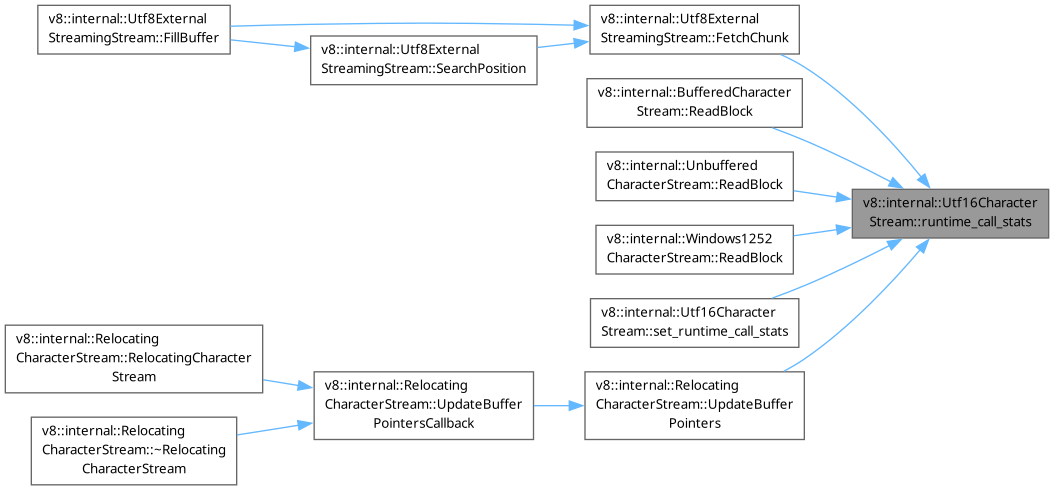 v8::internal::Utf8External
StreamingStream::FillBuffer
v8::internal::Utf8External
StreamingStream::SearchPosition
v8::internal::Utf8External
StreamingStream::FetchChunk
v8::internal::BufferedCharacter
Stream::ReadBlock
v8::internal::Unbuffered
CharacterStream::ReadBlock
v8::internal::Utf16Character
Stream::runtime_call_stats
v8::internal::Windows1252
CharacterStream::ReadBlock
v8::internal::Utf16Character
Stream::set_runtime_call_stats
v8::internal::Relocating
CharacterStream::RelocatingCharacter
Stream
v8::internal::Relocating
CharacterStream::UpdateBuffer
PointersCallback
v8::internal::Relocating
CharacterStream::UpdateBuffer
Pointers
v8::internal::Relocating
CharacterStream::~Relocating
CharacterStream